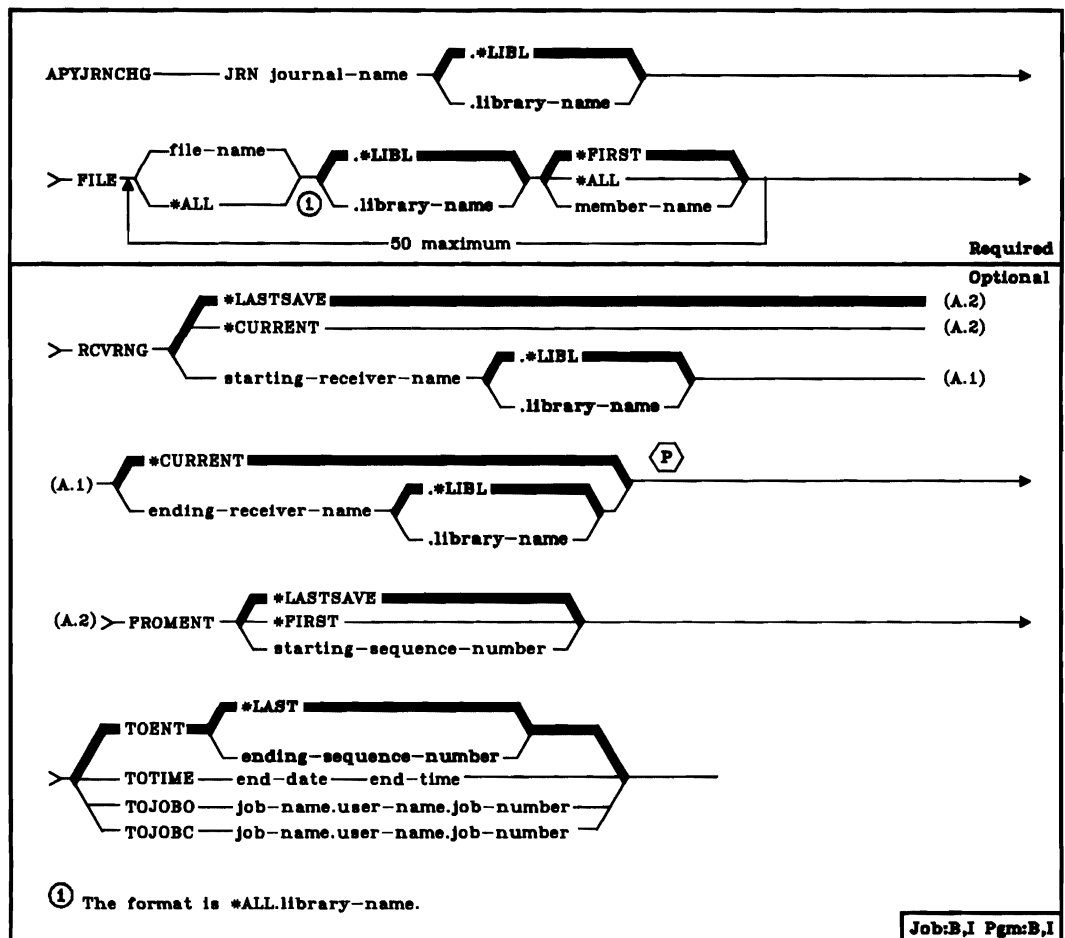 .*LIBL
APYJRNCHG JRN journal-name
.library-name
file-name .*LIBL *FIRST
FILE *ALL
*ALL 1 .library-name member-name
50 maximum
Required
Optional
*LASTSAVE (A.2)
*CURRENT (A.2)
RCVRNG .*LIBL
starting-receiver-name (A.1)
.library-name
*CURRENT P
(A.1) .*LIBL
ending-receiver-name
.library-name
*LASTSAVE
(A.2) FROMENT *FIRST
starting-sequence-number
*LAST
TOENT
ending-sequence-number
TOTIME end-date end-time
TOJOBO job-name.user-name.job-number
TOJOBC job-name.user-name.job-number
1 The format is *ALL.library-name.
Job:B,I Pgm:B,I